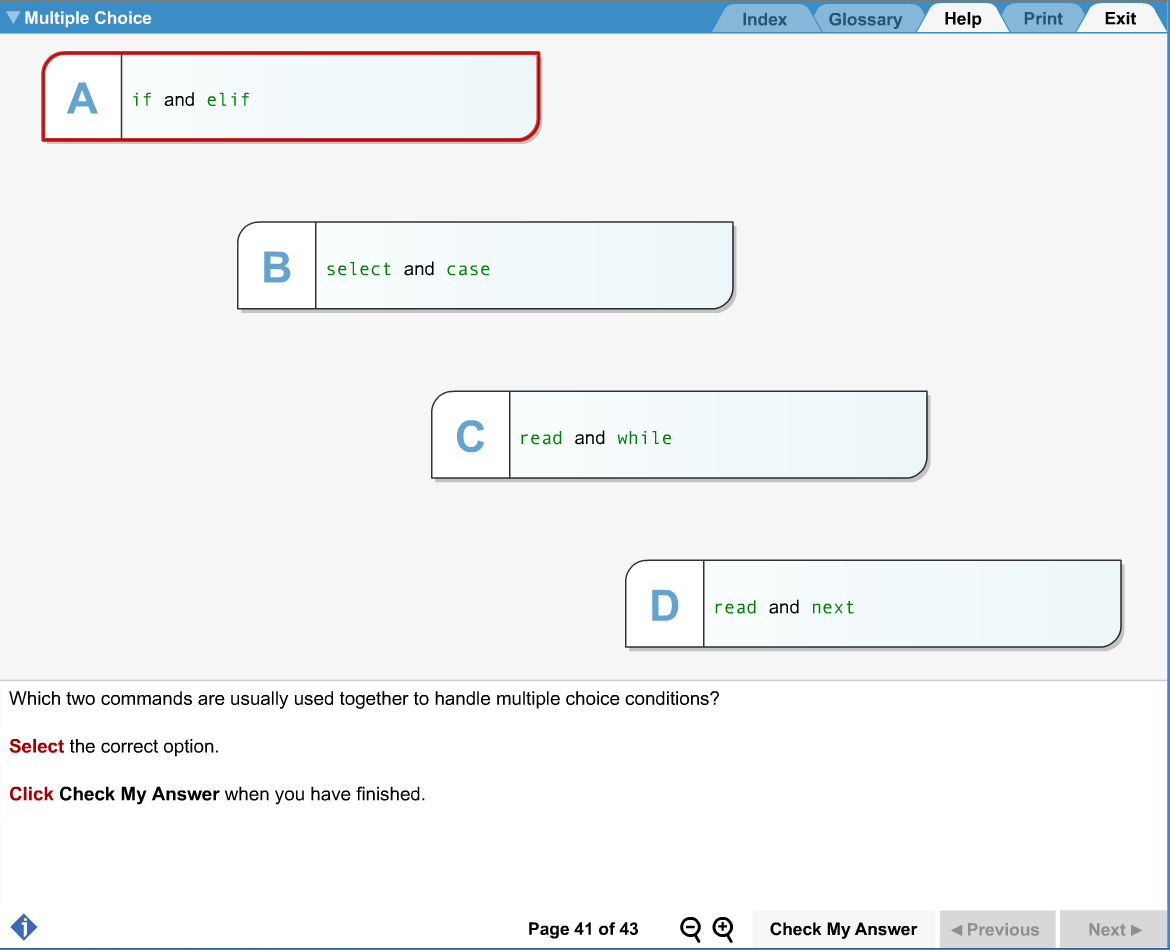 Multiple Choice
Index Glossary Help Print Exit
A if and elif
B select and case
C read and while
D read and next
Which two commands are usually used together to handle multiple choice conditions?
Select the correct option.
Click Check My Answer when you have finished.
i Page 41 of 43 Check My Answer ◀ Previous Next ▶